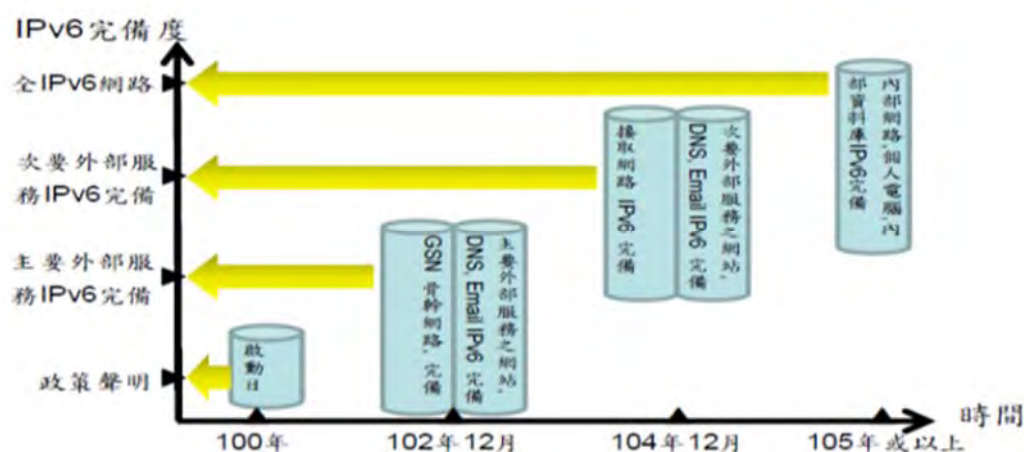 IPv6完備度
全IPv6網路
次要外部服
務IPv6完備
主要外部服
務IPv6完備
政策聲明
啟動日
GSN 骨幹網路, 完備
主要外部服務之網站,
DNS, Email IPv6 完備
接取網路 IPv6 完備
次要外部服務之網站,
DNS, Email IPv6 完備
內部網路,個人電腦,內
部資料庫IPv6完備
100年
102年12月
104年12月
105年或以上
時間